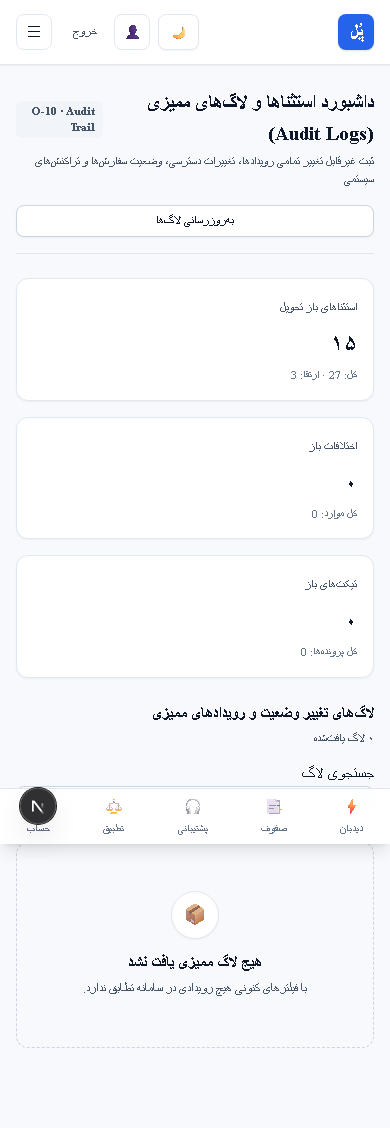 پُل
خروج
داشبورد استثناها و لاگ‌های ممیزی
(Audit Logs)
O-10 · Audit
Trail
ثبت غیرقابل تغییر تمامی رویدادها، تغییرات دسترسی، وضعیت سفارش‌ها و تراکنش‌های
سیستمی
به‌روزرسانی لاگ‌ها
استثناهای باز تحویل
۱۵
کل: 27 · ارتقا: 3
اختلافات باز
۰
کل موارد: 0
تیکت‌های باز
۰
کل پرونده‌ها: 0
لاگ‌های تغییر وضعیت و رویدادهای ممیزی
۰ لاگ یافت‌شده
جستجوی لاگ
دیدبان
صفوف
پشتیبانی
تطبیق
حساب
N
هیچ لاگ ممیزی یافت نشد
با فیلترهای کنونی هیچ رویدادی در سامانه تطابق ندارد.